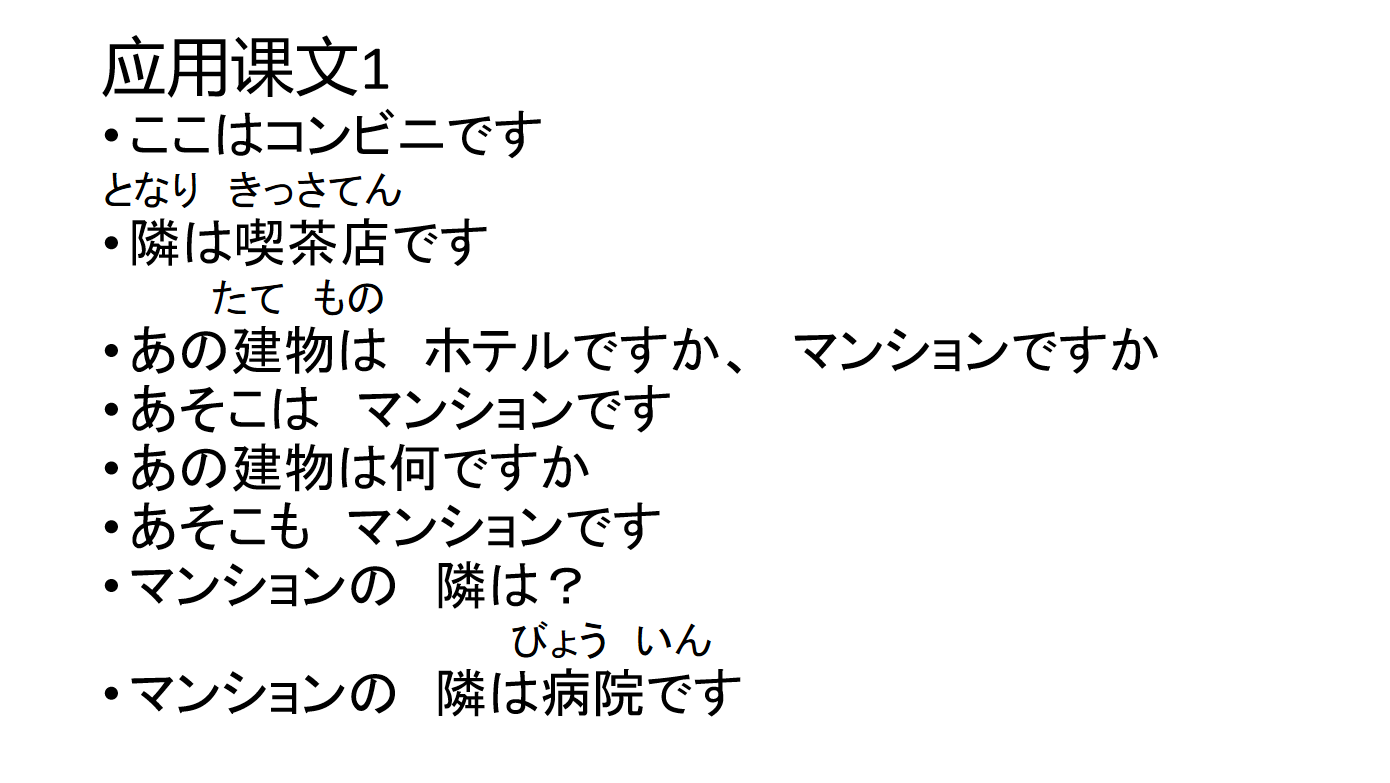 应用课文1
•ここはコンビニです
となり　きっさてん
•隣は喫茶店です
たて　もの
•あの建物は　ホテルですか、 マンションですか
•あそこは　マンションです
•あの建物は何ですか
•あそこも　マンションです
•マンションの　隣は？
びょう　いん
•マンションの　隣は病院です